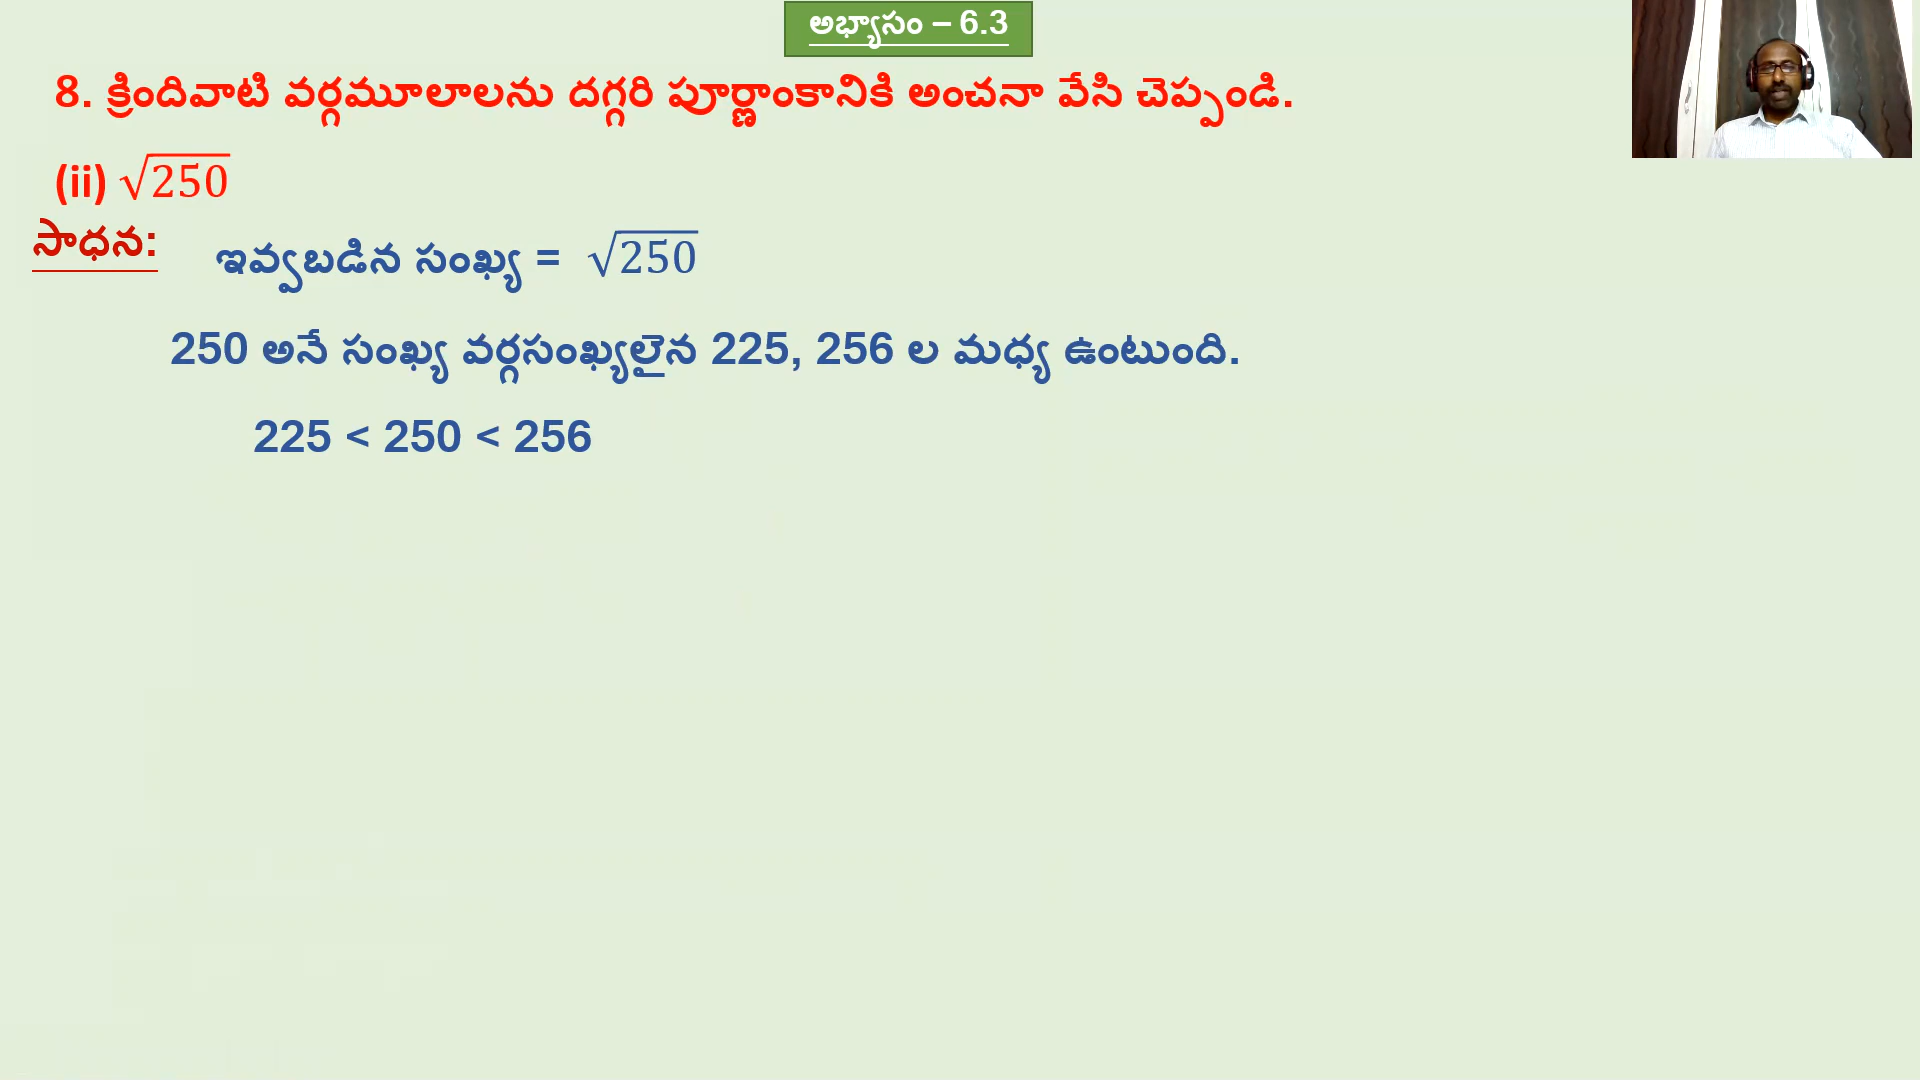 అభ్యాసం – 6.3
8. క్రిందివాటి వర్గమూలాలను దగ్గరి పూర్ణాంకానికి అంచనా వేసి చెప్పండి.
(ii) √250
సాధన:
ఇవ్వబడిన సంఖ్య = √250
250 అనే సంఖ్య వర్గసంఖ్యలైన 225, 256 ల మధ్య ఉంటుంది.
225 < 250 < 256